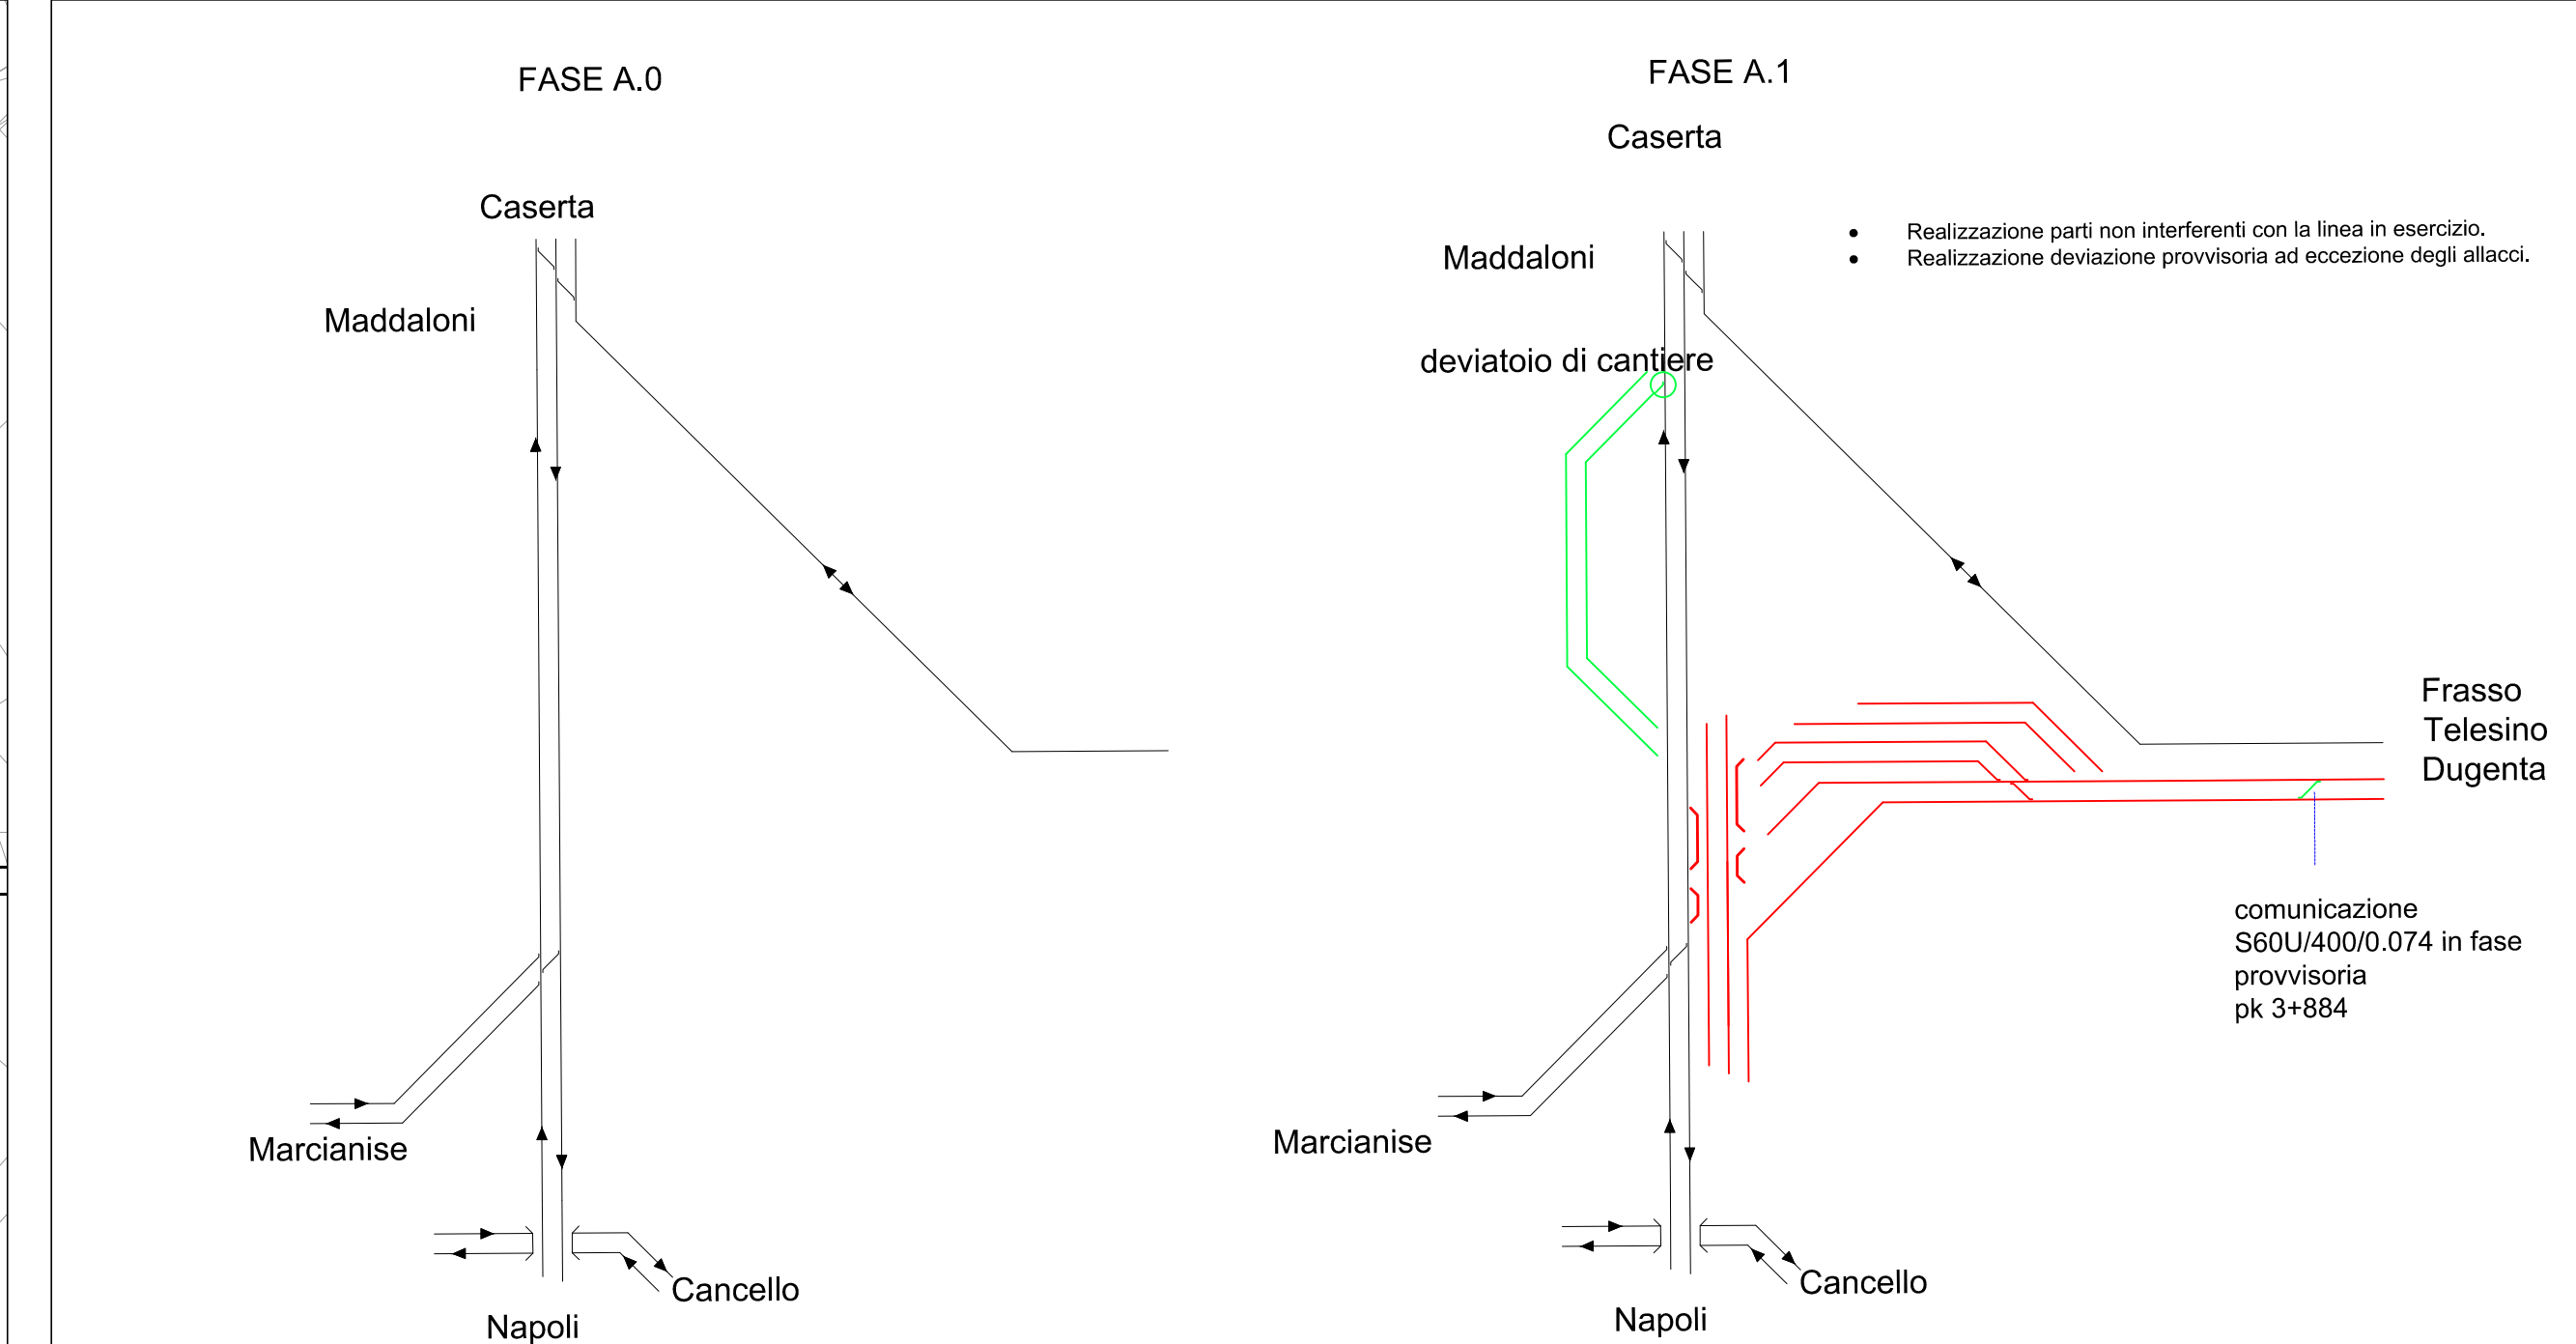 FASE A.0
Caserta
Maddaloni
Marcianise
Cancello
Napoli
FASE A.1
Caserta
• Realizzazione parti non interferenti con la linea in esercizio.
• Realizzazione deviazione provvisoria ad eccezione degli allacci.
Maddaloni
deviatoio di cantiere
Frasso
Telesino
Dugenta
comunicazione
S60U/400/0.074 in fase
provvisoria
pk 3+884
Marcianise
Cancello
Napoli